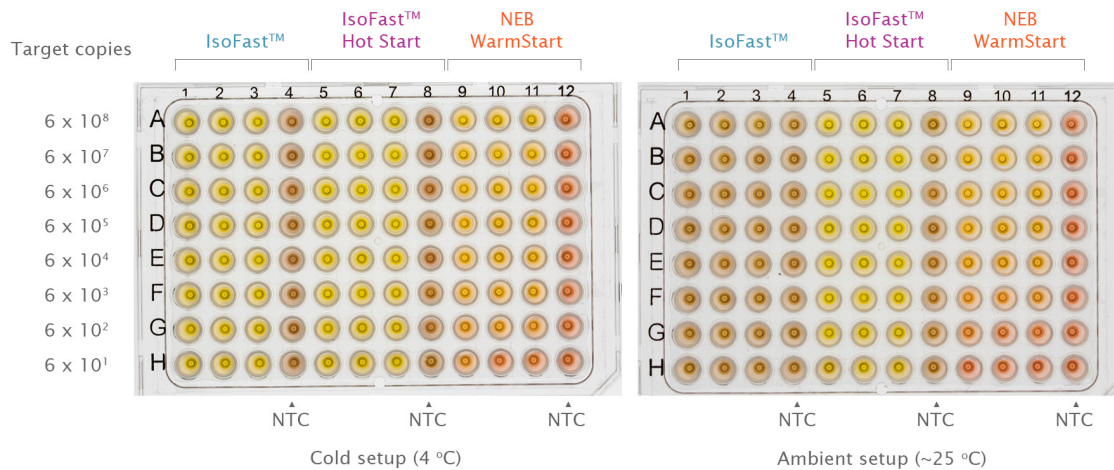 Target copies
IsoFast™
IsoFast™
Hot Start
NEB
WarmStart
1 2 3 4 5 6 7 8 9 10 11 12
6 x 10⁸
6 x 10⁷
6 x 10⁶
6 x 10⁵
6 x 10⁴
6 x 10³
6 x 10²
6 x 10¹
A
B
C
D
E
F
G
H
NTC
NTC
NTC
Cold setup (4 ºC)
IsoFast™
IsoFast™
Hot Start
NEB
WarmStart
1 2 3 4 5 6 7 8 9 10 11 12
A
B
C
D
E
F
G
H
NTC
NTC
NTC
Ambient setup (~25 ºC)